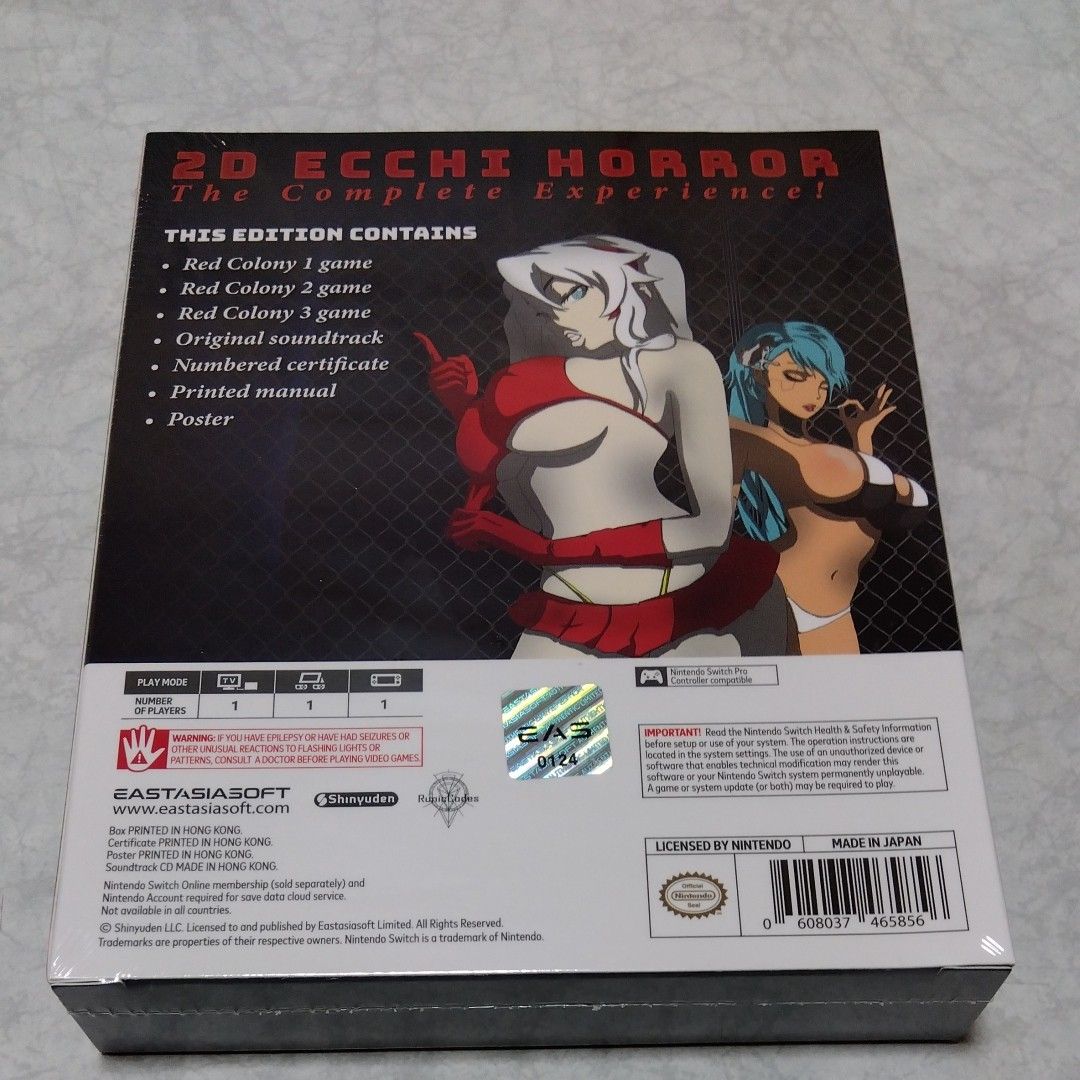 2D ECCHI HORROR
The Complete Experience!
THIS EDITION CONTAINS
• Red Colony 1 game
• Red Colony 2 game
• Red Colony 3 game
• Original soundtrack
• Numbered certificate
• Printed manual
• Poster
PLAY MODE
TV
NUMBER
OF PLAYERS
1
1
1
Nintendo Switch Pro
Controller compatible
WARNING: IF YOU HAVE EPILEPSY OR HAVE HAD SEIZURES OR
OTHER UNUSUAL REACTIONS TO FLASHING LIGHTS OR
PATTERNS, CONSULT A DOCTOR BEFORE PLAYING VIDEO GAMES.
EAS
0124
IMPORTANT! Read the Nintendo Switch Health & Safety Information
before setup or use of your system. The operation instructions are
located in the system settings. The use of an unauthorized device or
software that enables technical modification may render this
software or your Nintendo Switch system permanently unplayable.
A game or system update (or both) may be required to play.
EASTASIASOFT
www.eastasiasoft.com
Shinyuden
RunicCodes
Box PRINTED IN HONG KONG.
Certificate PRINTED IN HONG KONG.
Poster PRINTED IN HONG KONG.
Soundtrack CD MADE IN HONG KONG.
Nintendo Switch Online membership (sold separately) and
Nintendo Account required for save data cloud service.
Not available in all countries.
© Shinyuden LLC. Licensed to and published by Eastasiasoft Limited. All Rights Reserved.
Trademarks are properties of their respective owners. Nintendo Switch is a trademark of Nintendo.
LICENSED BY NINTENDO
MADE IN JAPAN
Official
Nintendo
Seal
0 608037 465856